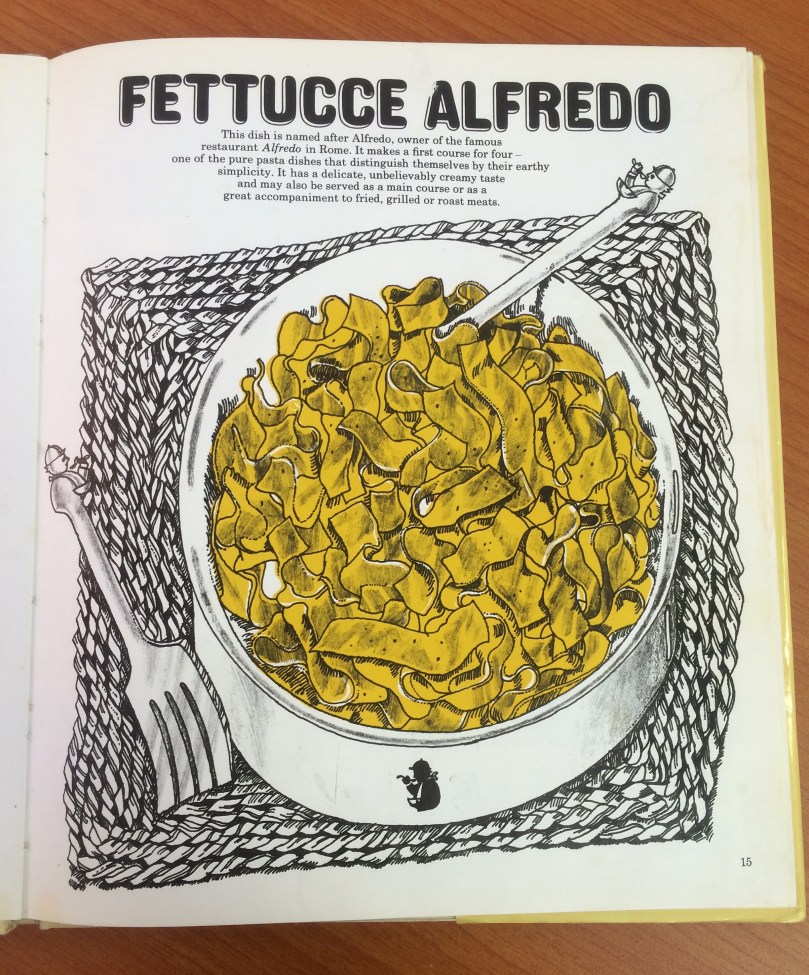 FETTUCCE ALFREDO
This dish is named after Alfredo, owner of the famous
restaurant Alfredo in Rome. It makes a first course for four –
one of the pure pasta dishes that distinguish themselves by their earthy
simplicity. It has a delicate, unbelievably creamy taste
and may also be served as a main course or as a
great accompaniment to fried, grilled or roast meats.
15